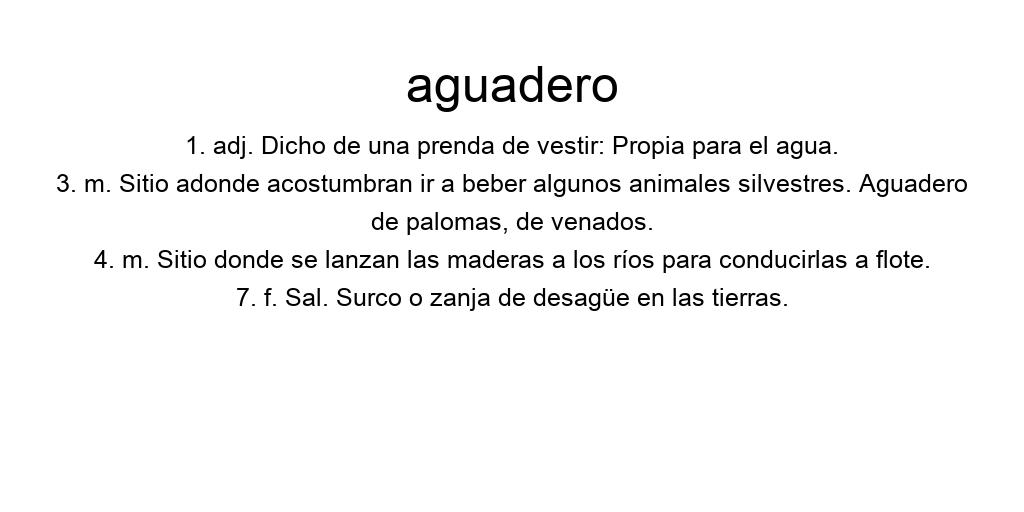 aguadero
1. adj. Dicho de una prenda de vestir: Propia para el agua.
3. m. Sitio adonde acostumbran ir a beber algunos animales silvestres. Aguadero
de palomas, de venados.
4. m. Sitio donde se lanzan las maderas a los ríos para conducirlas a flote.
7. f. Sal. Surco o zanja de desagüe en las tierras.